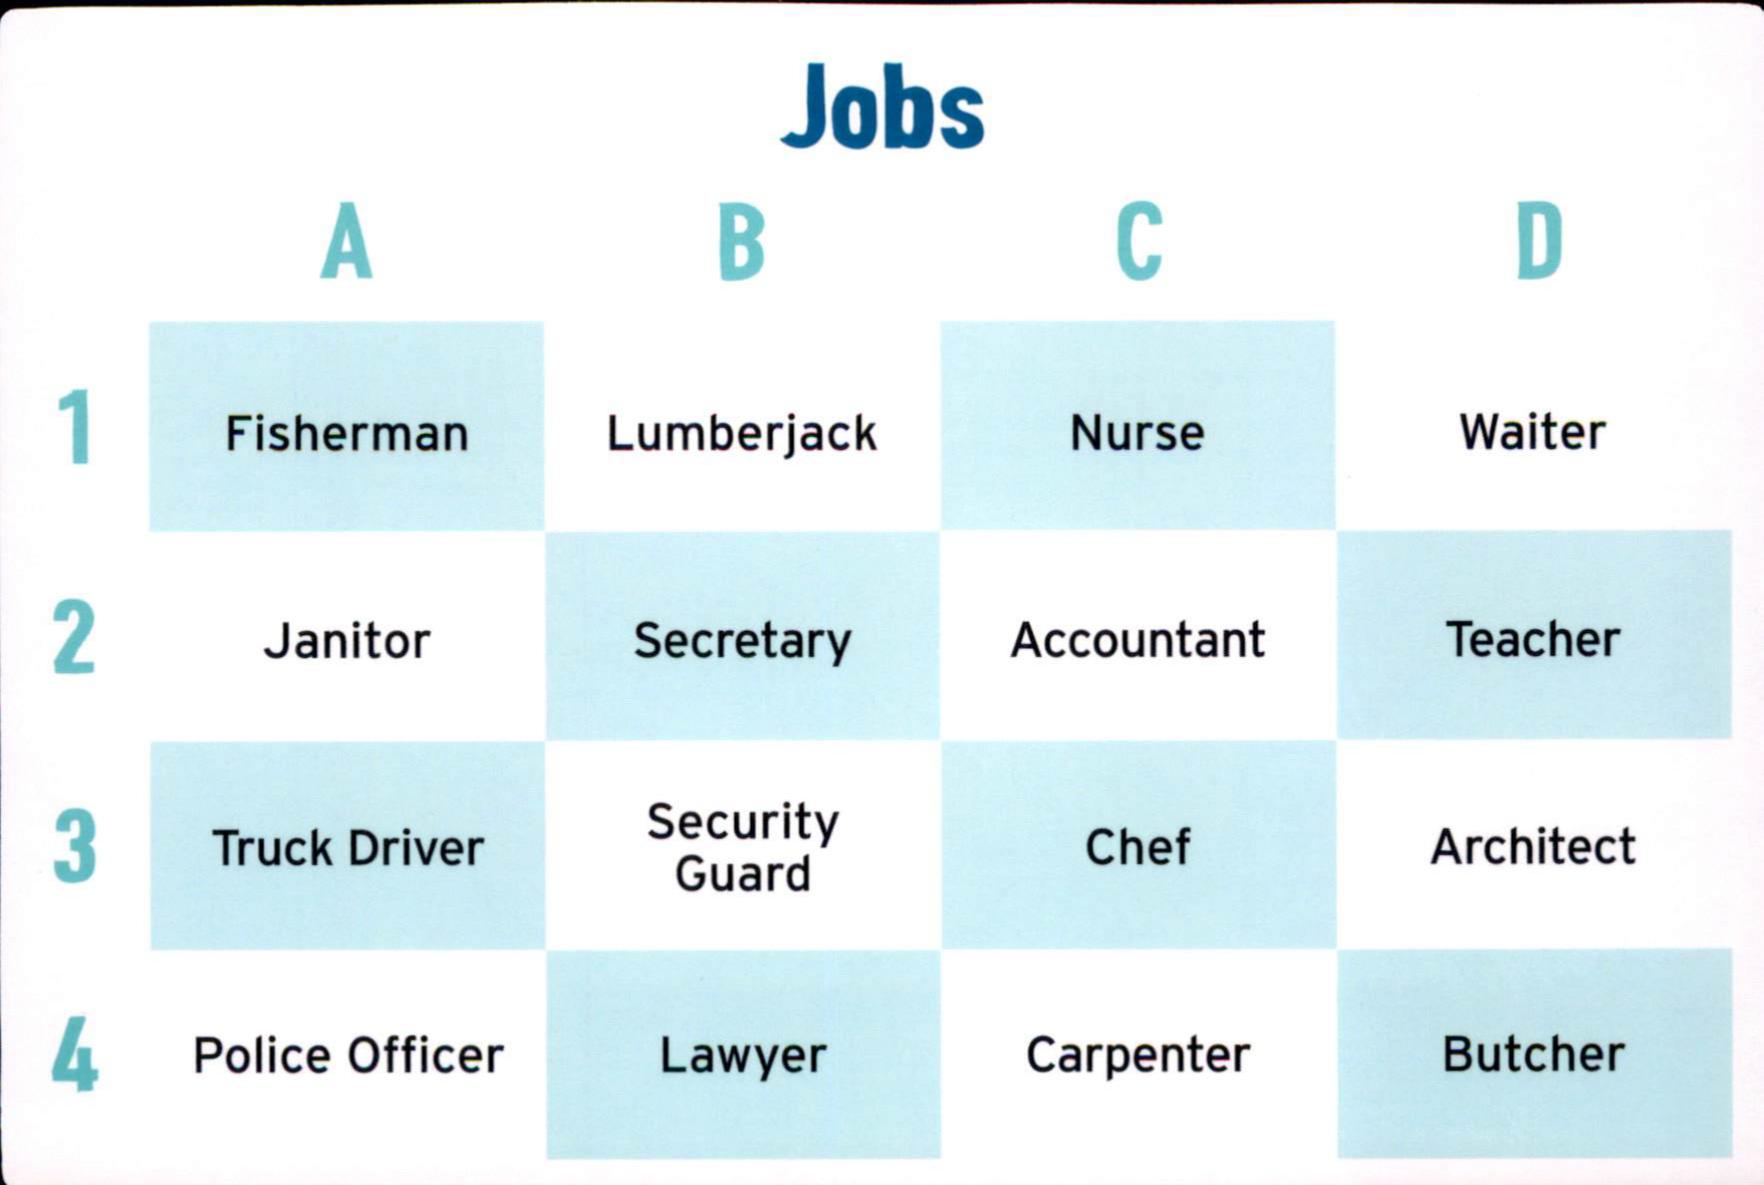 Jobs
A B C D
1 Fisherman Lumberjack Nurse Waiter
2 Janitor Secretary Accountant Teacher
3 Truck Driver Security Guard Chef Architect
4 Police Officer Lawyer Carpenter Butcher